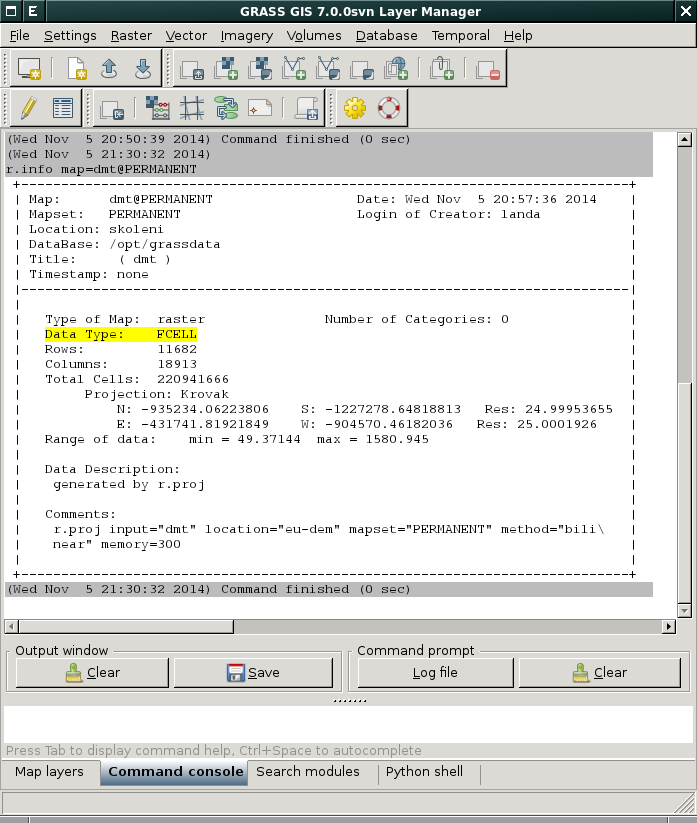 GRASS GIS 7.0.0svn Layer Manager
File Settings Raster Vector Imagery Volumes Database Temporal Help
(Wed Nov  5 20:50:39 2014) Command finished (0 sec)
(Wed Nov  5 21:30:32 2014)
r.info map=dmt@PERMANENT
+----------------------------------------------------------------------------+
| Map:      dmt@PERMANENT                  Date: Wed Nov  5 20:57:36 2014    |
| Mapset:   PERMANENT                      Login of Creator: landa           |
| Location: skoleni                                                          |
| DataBase: /opt/grassdata                                                   |
| Title:     ( dmt )                                                         |
| Timestamp: none                                                            |
|----------------------------------------------------------------------------|
|                                                                            |
|   Type of Map:  raster               Number of Categories: 0               |
|   Data Type:    FCELL                                                      |
|   Rows:         11682                                                      |
|   Columns:      18913                                                      |
|   Total Cells:  220941666                                                  |
|        Projection: Krovak                                                  |
|            N: -935234.06223806    S: -1227278.64818813   Res: 24.99953655  |
|            E: -431741.81921849    W: -904570.46182036   Res: 25.0001926    |
|   Range of data:    min = 49.37144  max = 1580.945                         |
|                                                                            |
|   Data Description:                                                        |
|    generated by r.proj                                                     |
|                                                                            |
|   Comments:                                                                |
|    r.proj input="dmt" location="eu-dem" mapset="PERMANENT" method="bili\   |
|    near" memory=300                                                        |
|                                                                            |
+----------------------------------------------------------------------------+
(Wed Nov  5 21:30:32 2014) Command finished (0 sec)
Output window Command prompt
Clear Save Log file Clear
Press Tab to display command help, Ctrl+Space to autocomplete
Map layers Command console Search modules Python shell